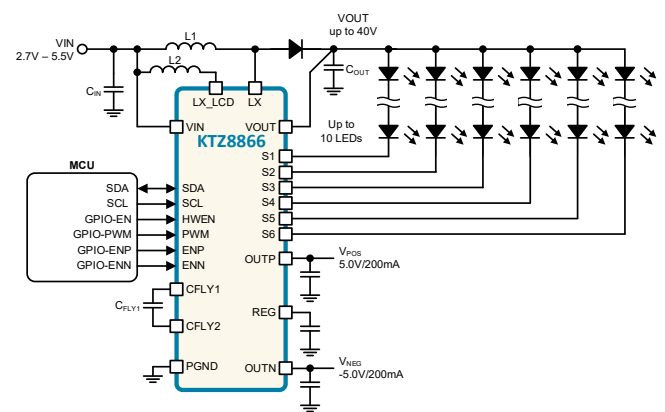 VIN
2.7V – 5.5V
L1
L2
VOUT
up to 40V
CIN
COUT
LX_LCD
LX
VIN
VOUT
KTZ8866
Up to
10 LEDs
S1
S2
S3
S4
S5
S6
MCU
SDA
SCL
GPIO-EN
GPIO-PWM
GPIO-ENP
GPIO-ENN
SDA
SCL
HWEN
PWM
ENP
ENN
OUTP
VPOS
5.0V/200mA
CFLY1
CFLY1
CFLY2
REG
PGND
OUTN
VNEG
-5.0V/200mA